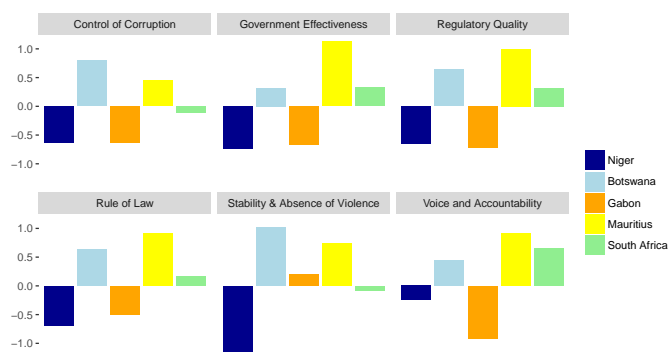 Control of Corruption
Government Effectiveness
Regulatory Quality
1.0
0.5
0.0
−0.5
−1.0
Rule of Law
Stability & Absence of Violence
Voice and Accountability
1.0
0.5
0.0
−0.5
−1.0
Niger
Botswana
Gabon
Mauritius
South Africa